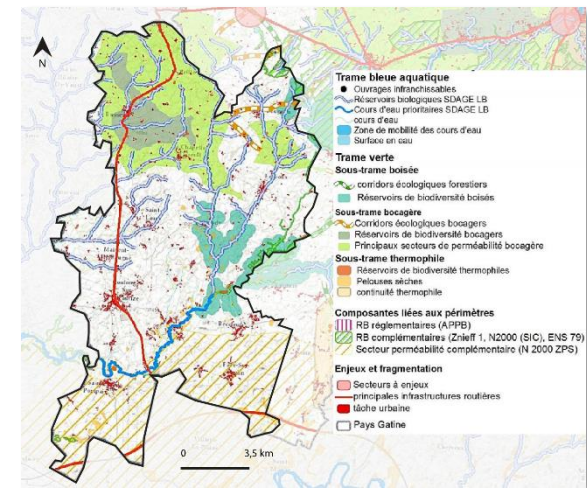 N
Trame bleue aquatique
Ouvrages infranchissables
Réservoirs biologiques SDAGE LB
Cours d'eau prioritaires SDAGE LB
cours d'eau
Zone de mobilité des cours d'eau
Surface en eau
Trame verte
Sous-trame boisée
corridors écologiques forestiers
Réservoirs de biodiversité boisés
Sous-trame bocagère
Corridors écologiques bocagers
Réservoirs de biodiversité bocagers
Principaux secteurs de perméabilité bocagère
Sous-trame thermophile
Réservoirs de biodiversité thermophiles
Pelouses sèches
continuité thermophile
Composantes liées aux périmètres
RB réglementaires (APPB)
RB complémentaires (Znieff 1, N2000 (SIC), ENS 79)
Secteur perméabilité complémentaire (N 2000 ZPS)
Enjeux et fragmentation
Secteurs à enjeux
principales infrastructures routières
tâche urbaine
Pays Gatine
0 3,5 km